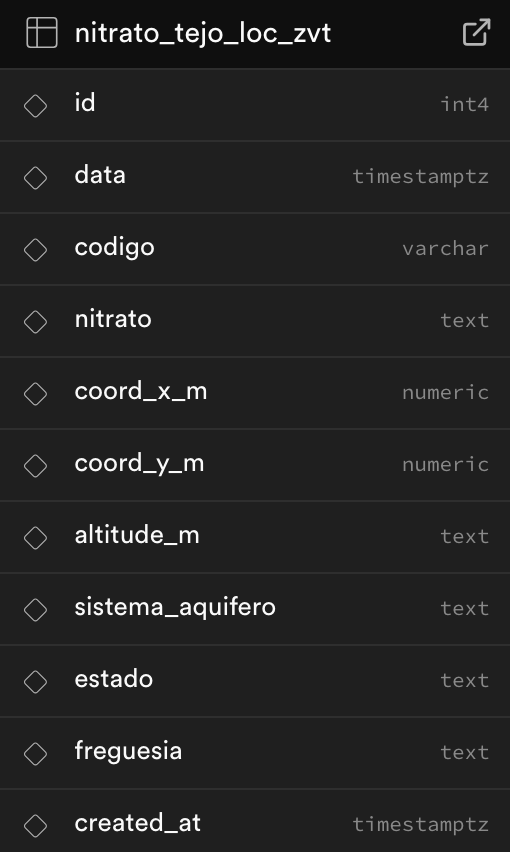 nitrato_tejo_loc_zvt
id int4
data timestamptz
codigo varchar
nitrato text
coord_x_m numeric
coord_y_m numeric
altitude_m text
sistema_aquifero text
estado text
freguesia text
created_at timestamptz